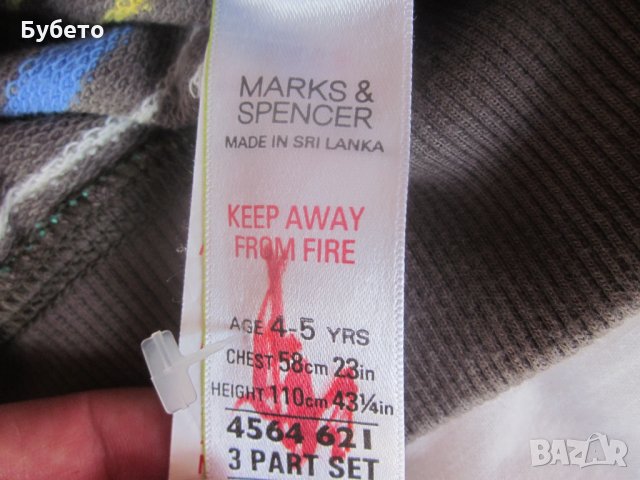 Бубето
MARKS &
SPENCER
MADE IN SRI LANKA
KEEP AWAY
FROM FIRE
AGE 4-5 YRS
CHEST 58cm 23in
HEIGHT 110cm 43¼in
4564 621
3 PART SET
BAZAR